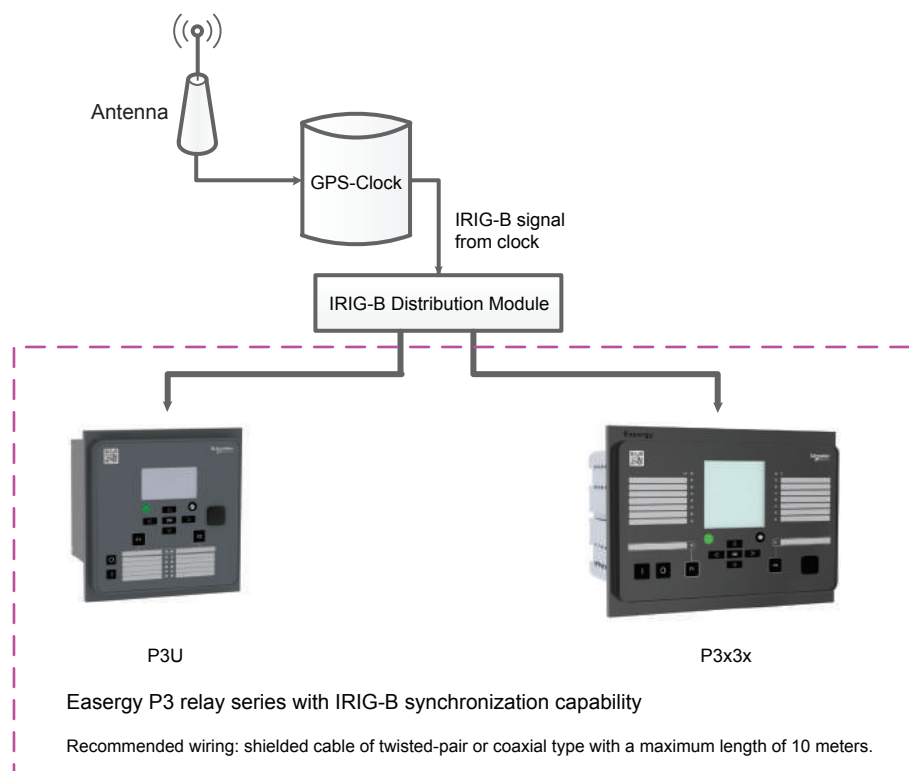 Antenna
GPS-Clock
IRIG-B signal
from clock
IRIG-B Distribution Module
Easergy
P3U
P3x3x
Easergy P3 relay series with IRIG-B synchronization capability
Recommended wiring: shielded cable of twisted-pair or coaxial type with a maximum length of 10 meters.